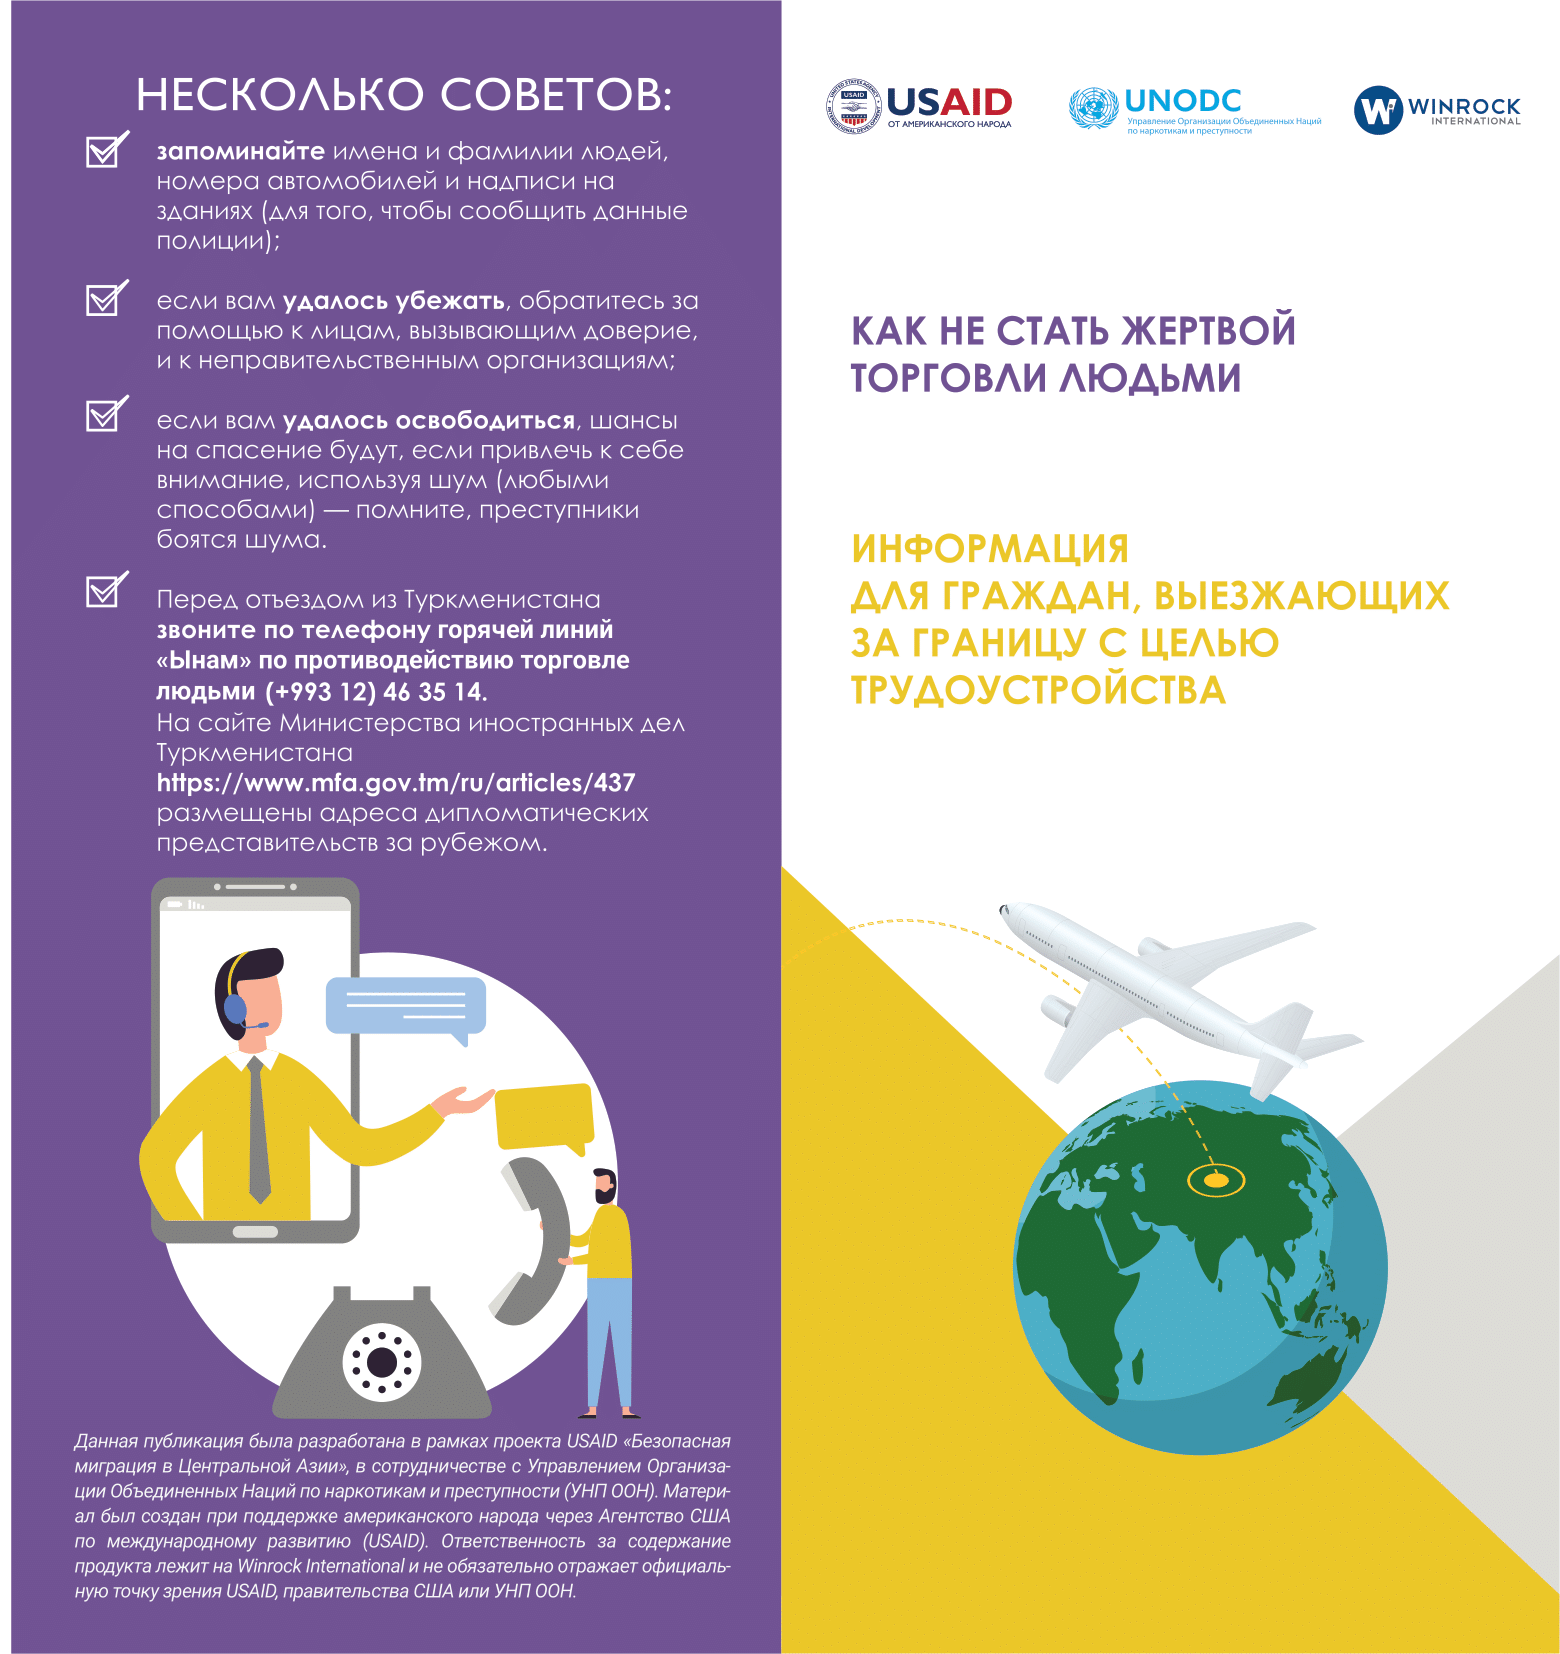 НЕСКОЛЬКО СОВЕТОВ:
запоминайте имена и фамилии людей,
номера автомобилей и надписи на
зданиях (для того, чтобы сообщить данные
полиции);
если вам удалось убежать, обратитесь за
помощью к лицам, вызывающим доверие,
и к неправительственным организациям;
если вам удалось освободиться, шансы
на спасение будут, если привлечь к себе
внимание, используя шум (любыми
способами) — помните, преступники
боятся шума.
Перед отъездом из Туркменистана
звоните по телефону горячей линий
«Ынам» по противодействию торговле
людьми (+993 12) 46 35 14.
На сайте Министерства иностранных дел
Туркменистана
https://www.mfa.gov.tm/ru/articles/437
размещены адреса дипломатических
представительств за рубежом.
Данная публикация была разработана в рамках проекта USAID «Безопасная
миграция в Центральной Азии», в сотрудничестве с Управлением Организа-
ции Объединенных Наций по наркотикам и преступности (УНП ООН). Матери-
ал был создан при поддержке американского народа через Агентство США
по международному развитию (USAID). Ответственность за содержание
продукта лежит на Winrock International и не обязательно отражает официаль-
ную точку зрения USAID, правительства США или УНП ООН.
UNITED STATES AGENCY
USAID
INTERNATIONAL DEVELOPMENT
USAID
ОТ АМЕРИКАНСКОГО НАРОДА
UNODC
Управление Организации Объединенных Наций
по наркотикам и преступности
W
WINROCK
INTERNATIONAL
КАК НЕ СТАТЬ ЖЕРТВОЙ
ТОРГОВЛИ ЛЮДЬМИ
ИНФОРМАЦИЯ
ДЛЯ ГРАЖДАН, ВЫЕЗЖАЮЩИХ
ЗА ГРАНИЦУ С ЦЕЛЬЮ
ТРУДОУСТРОЙСТВА